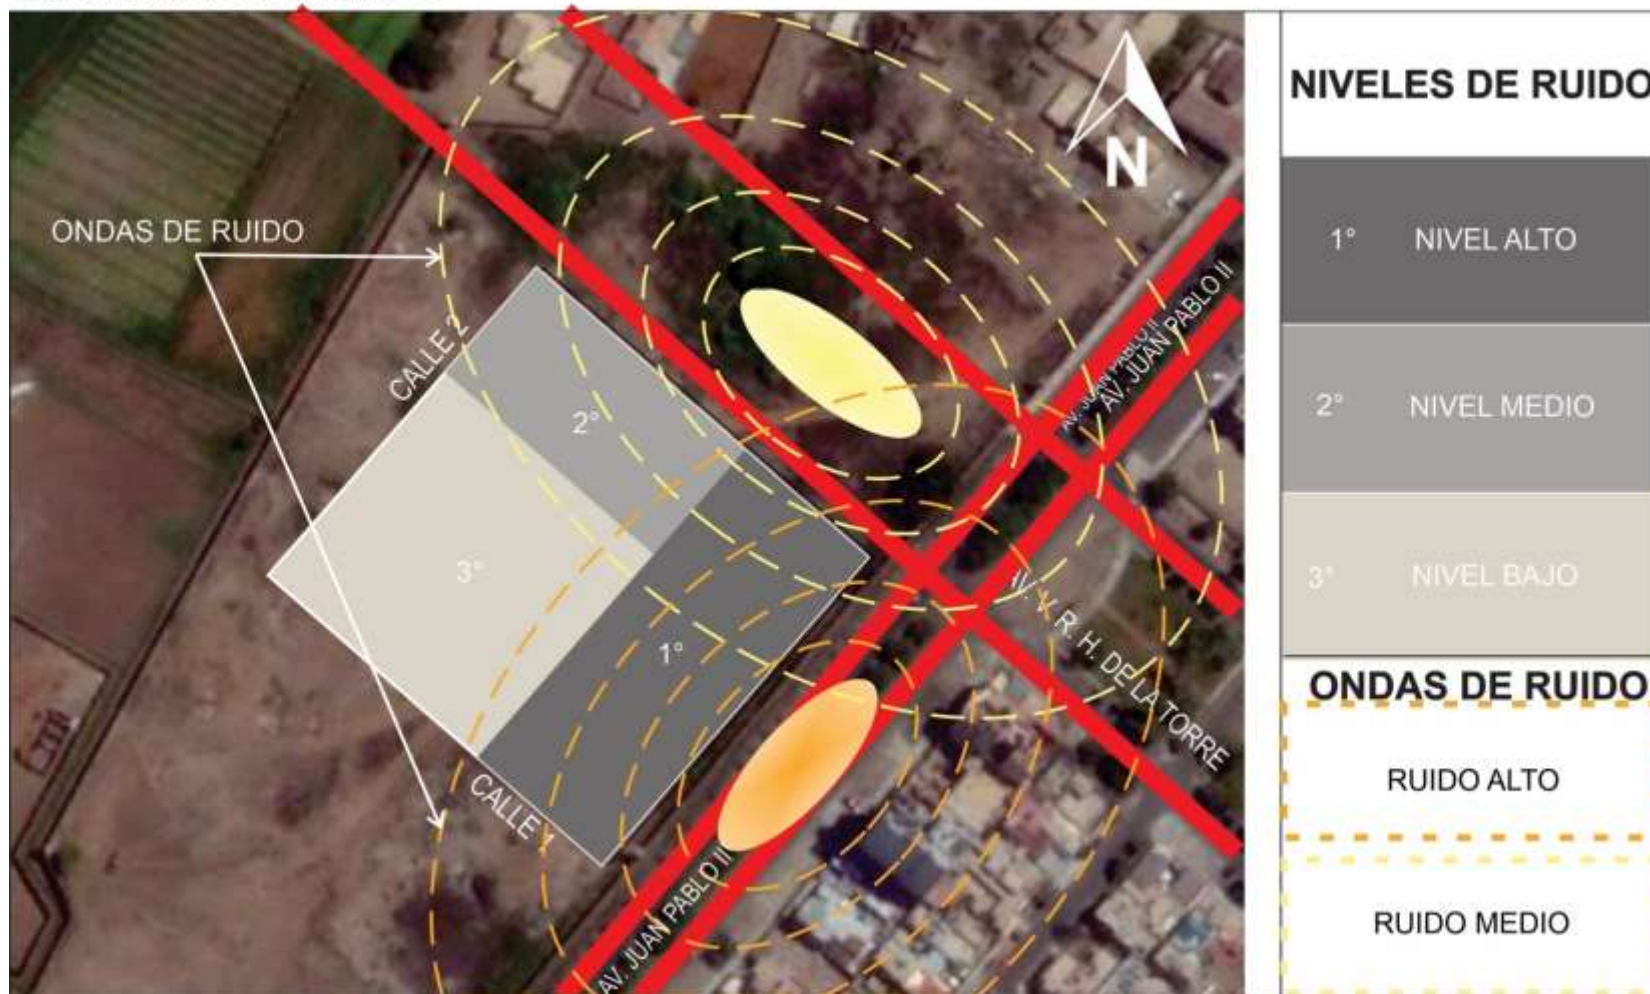 ONDAS DE RUIDO
N
CALLE 2
2°
3°
1°
CALLE 1
AV. JUAN PABLO II
AV. JUAN PABLO II
AV. V. R. H. DE LA TORRE
AV. JUAN PABLO II
NIVELES DE RUIDO
1° NIVEL ALTO
2° NIVEL MEDIO
3° NIVEL BAJO
ONDAS DE RUIDO
RUIDO ALTO
RUIDO MEDIO